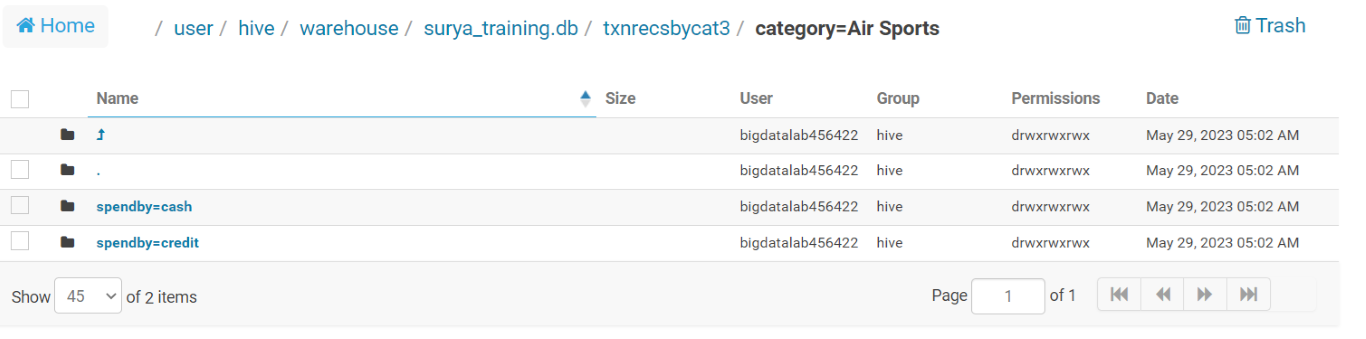 Home / user / hive / warehouse / surya_training.db / txnrecsbycat3 / category=Air Sports Trash
Name Size User Group Permissions Date
bigdatalab456422 hive drwxrwxrwx May 29, 2023 05:02 AM
. bigdatalab456422 hive drwxrwxrwx May 29, 2023 05:02 AM
spendby=cash bigdatalab456422 hive drwxrwxrwx May 29, 2023 05:02 AM
spendby=credit bigdatalab456422 hive drwxrwxrwx May 29, 2023 05:02 AM
Show 45 of 2 items Page 1 of 1